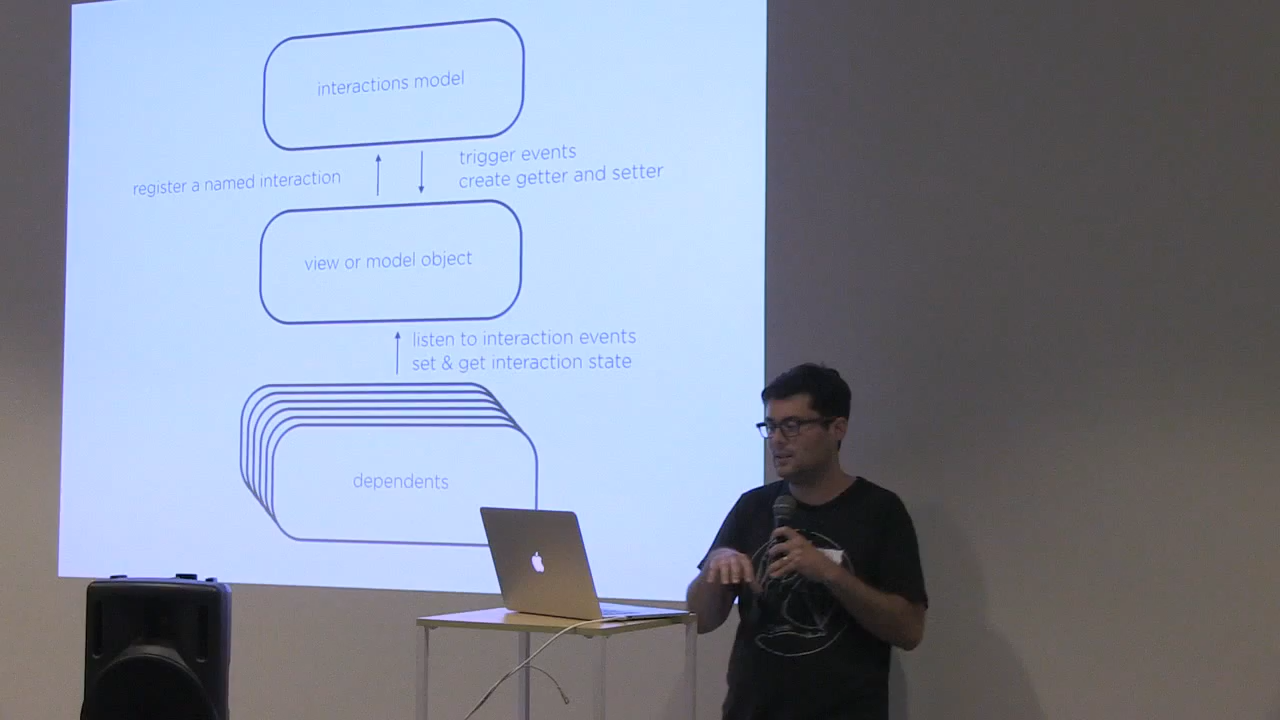 interactions model
register a named interaction
trigger events
create getter and setter
view or model object
listen to interaction events
set & get interaction state
dependents